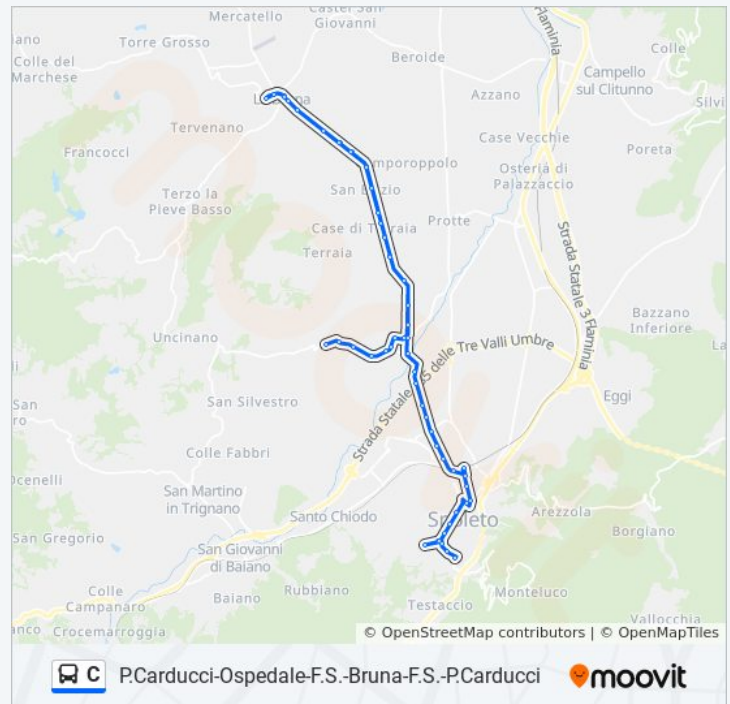 Mercatello
Castel San
Giovanni
Flaminia
Torre Grosso
Colle
Colle del
Marchese
Berolde
Campello
sul Clitunno
Azzano
Tervenano
Case Vecchie
Francocci
Poreta
Osteria di
Palazzaccio
Terzo la
Pieve Basso
San
Protte
Case di
Terraia
Strada Statale 3 Flaminia
Bazzano
Inferiore
Uncinano
delle Tre Valli Umbre
Strada Statale
Eggi
San Silvestro
San
Colle Fabbri
San Martino
in Trignano
Santo Chiodo
Arezzola
San Gregorio
Borgiano
San Giovanni
di Baiano
Rubbiano
Monteluco
Colle
Campanaro
Baiano
Testaccio
Vallocchia
Crocemarroggia
© OpenStreetMap contributors | © OpenMapTiles
C P.Carducci-Ospedale-F.S.-Bruna-F.S.-P.Carducci moovit